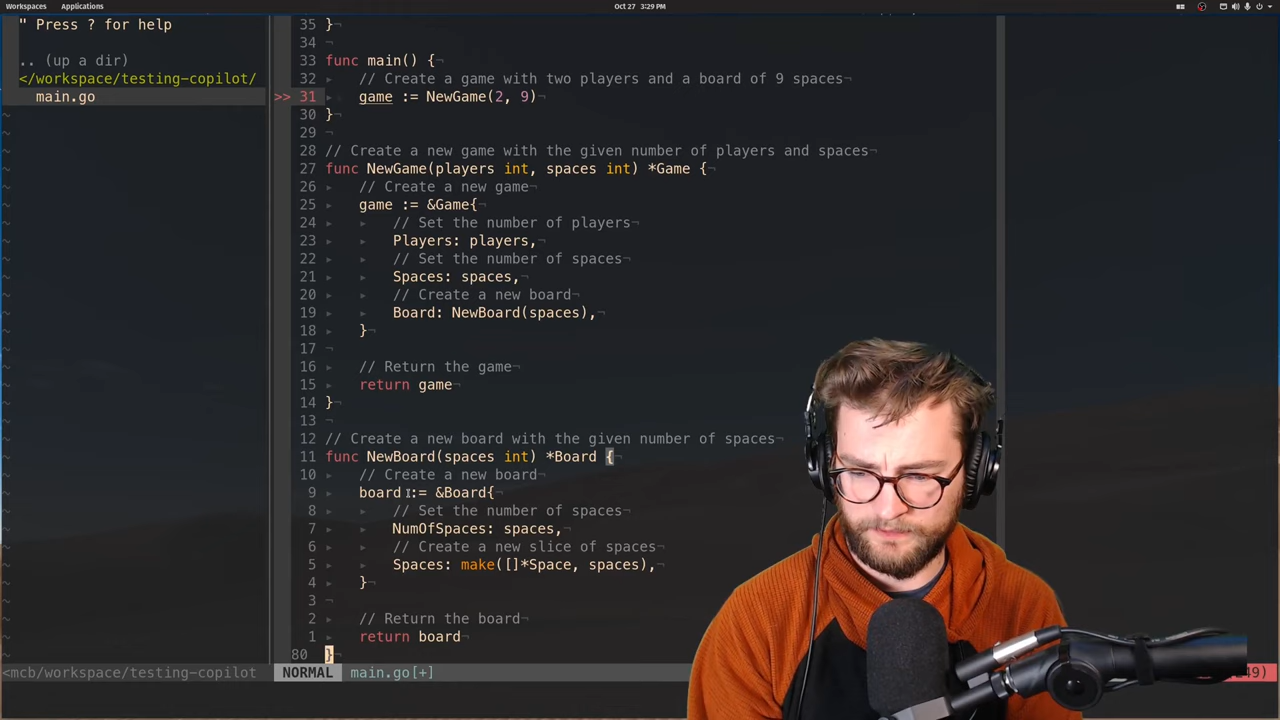 Workspaces Applications Oct 27 3:29 PM
" Press ? for help
.. (up a dir)
</workspace/testing-copilot/
main.go
35 }
34
33 func main() {
32 // Create a game with two players and a board of 9 spaces
>> 31 game := NewGame(2, 9)
30 }
29
28 // Create a new game with the given number of players and spaces
27 func NewGame(players int, spaces int) *Game {
26 // Create a new game
25 game := &Game{
24 // Set the number of players
23 Players: players,
22 // Set the number of spaces
21 Spaces: spaces,
20 // Create a new board
19 Board: NewBoard(spaces),
18 }
17
16 // Return the game
15 return game
14 }
13
12 // Create a new board with the given number of spaces
11 func NewBoard(spaces int) *Board {
10 // Create a new board
9 board := &Board{
8 // Set the number of spaces
7 NumOfSpaces: spaces,
6 // Create a new slice of spaces
5 Spaces: make([]*Space, spaces),
4 }
3
2 // Return the board
1 return board
80 }
<mcb/workspace/testing-copilot NORMAL main.go[+]